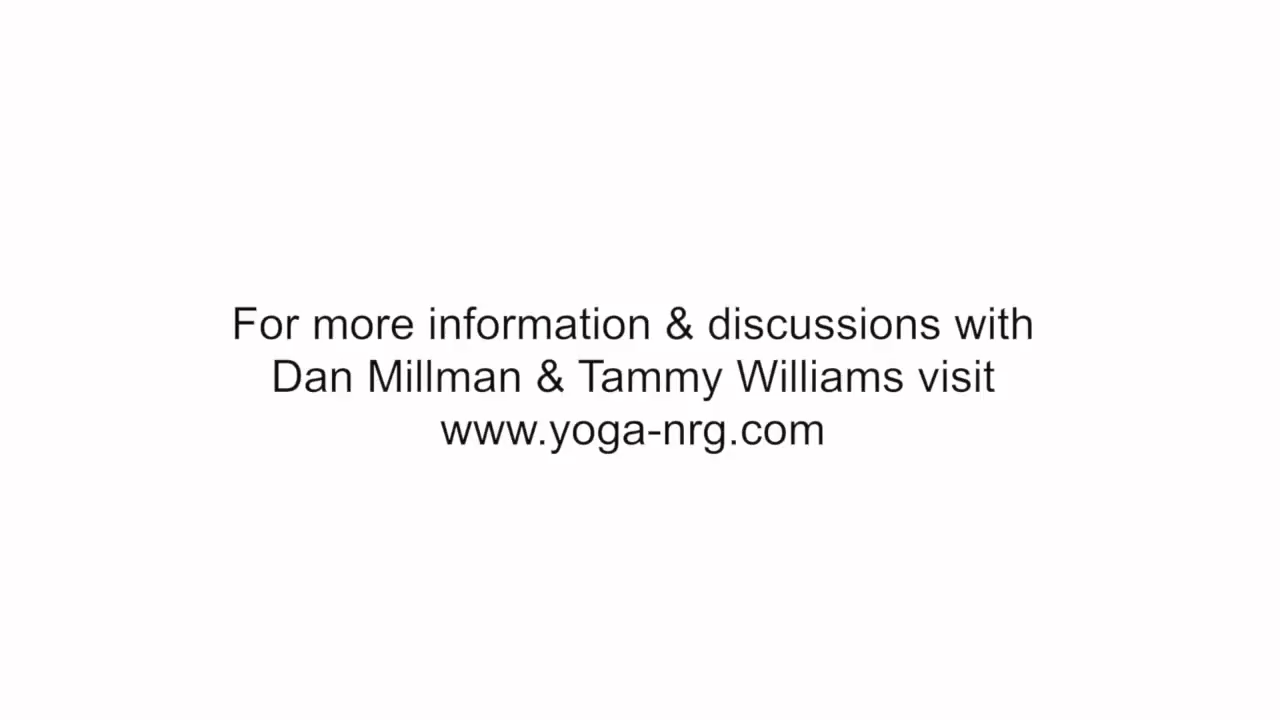 For more information & discussions with
Dan Millman & Tammy Williams visit
www.yoga-nrg.com